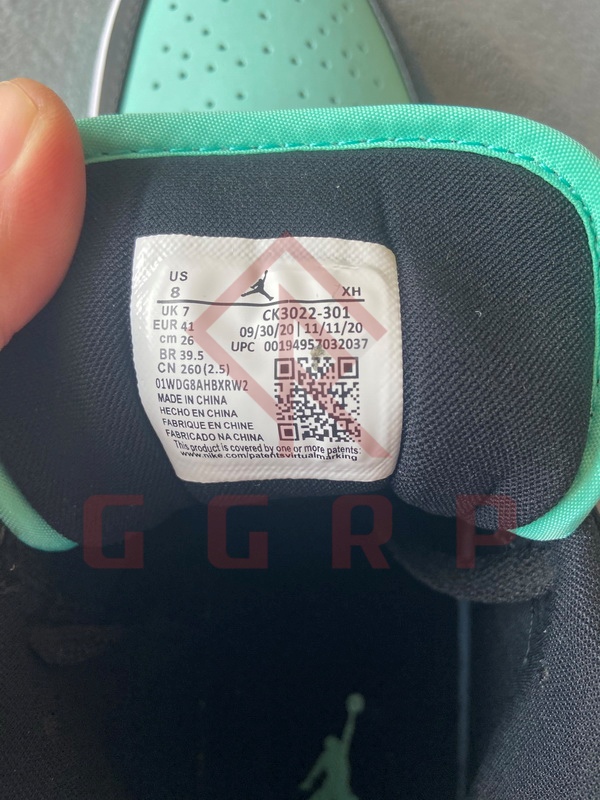 US
8 XH
UK 7 CK3022-301
EUR 41 09/30/20 | 11/11/20
cm 26 UPC 00194957032037
BR 39.5
CN 260 (2.5)
01WDG8AHBXRW2
MADE IN CHINA
HECHO EN CHINA
FABRIQUE EN CHINE
FABRICADO NA CHINA
This product is covered by one or more patents:
www.nike.com/patentsvirtualmarking
GGRP